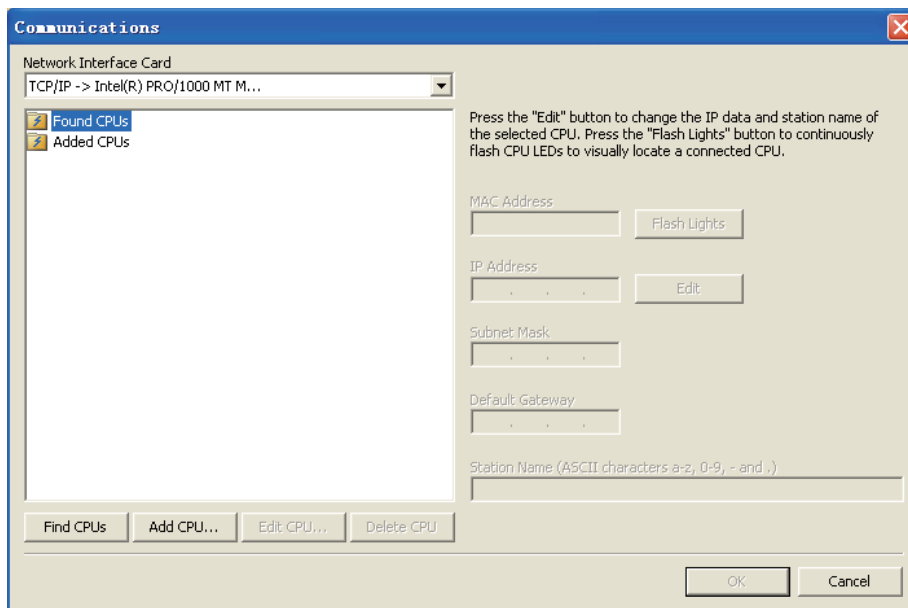 Communications
Network Interface Card
TCP/IP -> Intel(R) PRO/1000 MT M...
Found CPUs
Added CPUs
Press the "Edit" button to change the IP data and station name of
the selected CPU. Press the "Flash Lights" button to continuously
flash CPU LEDs to visually locate a connected CPU.
MAC Address
Flash Lights
IP Address
. . .
Edit
Subnet Mask
. . .
Default Gateway
. . .
Station Name (ASCII characters a-z, 0-9, - and .)
Find CPUs
Add CPU...
Edit CPU...
Delete CPU
OK
Cancel